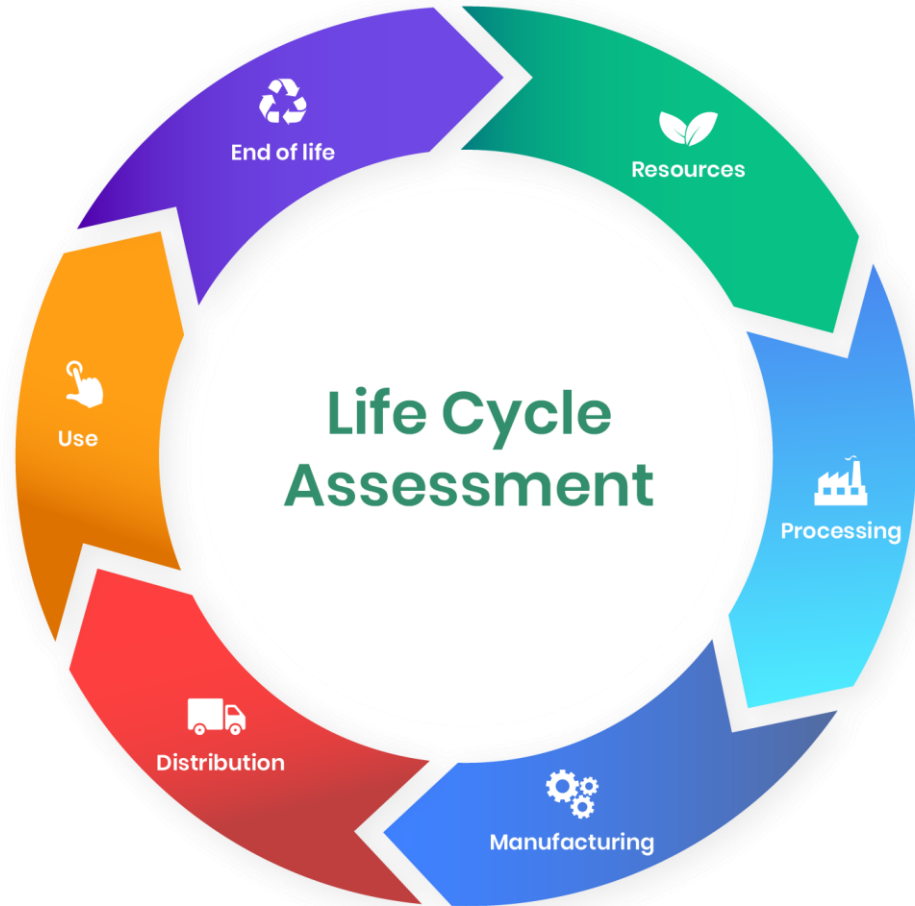 Life Cycle
Assessment
Resources
Processing
Manufacturing
Distribution
Use
End of life